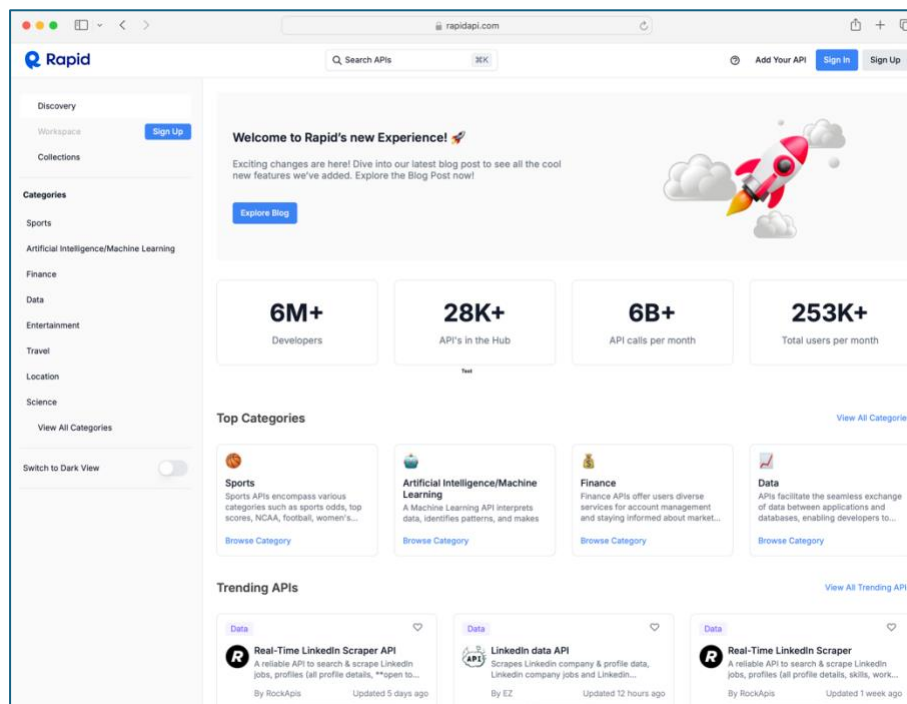 rapidapi.com
Rapid
Search APIs
⌘K
Add Your API
Sign In
Sign Up
Discovery
Workspace
Sign Up
Collections
Categories
Sports
Artificial Intelligence/Machine Learning
Finance
Data
Entertainment
Travel
Location
Science
View All Categories
Switch to Dark View
Welcome to Rapid's new Experience! 🚀
Exciting changes are here! Dive into our latest blog post to see all the cool
new features we've added. Explore the Blog Post now!
Explore Blog
6M+
Developers
28K+
API's in the Hub
6B+
API calls per month
253K+
Total users per month
Text
Top Categories
View All Categorie
Sports
Sports APIs encompass various
categories such as sports odds, top
scores, NCAA, football, women's...
Browse Category
Artificial Intelligence/Machine
Learning
A Machine Learning API interprets
data, identifies patterns, and makes
Browse Category
Finance
Finance APIs offer users diverse
services for account management
and staying informed about market...
Browse Category
Data
APIs facilitate the seamless exchange
of data between applications and
databases, enabling developers to...
Browse Category
Trending APIs
View All Trending API
Data
Real-Time LinkedIn Scraper API
A reliable API to search & scrape LinkedIn
jobs, profiles (all profile details, **open to...
By RockApis
Updated 5 days ago
Data
API
LinkedIn data API
Scrapes Linkedin company & profile data,
Linkedin company jobs and Linkedin...
By EZ
Updated 12 hours ago
Data
Real-Time LinkedIn Scraper
A reliable API to search & scrape LinkedIn
jobs, profiles (all profile details, skills, work...
By RockApis
Updated 1 week ago